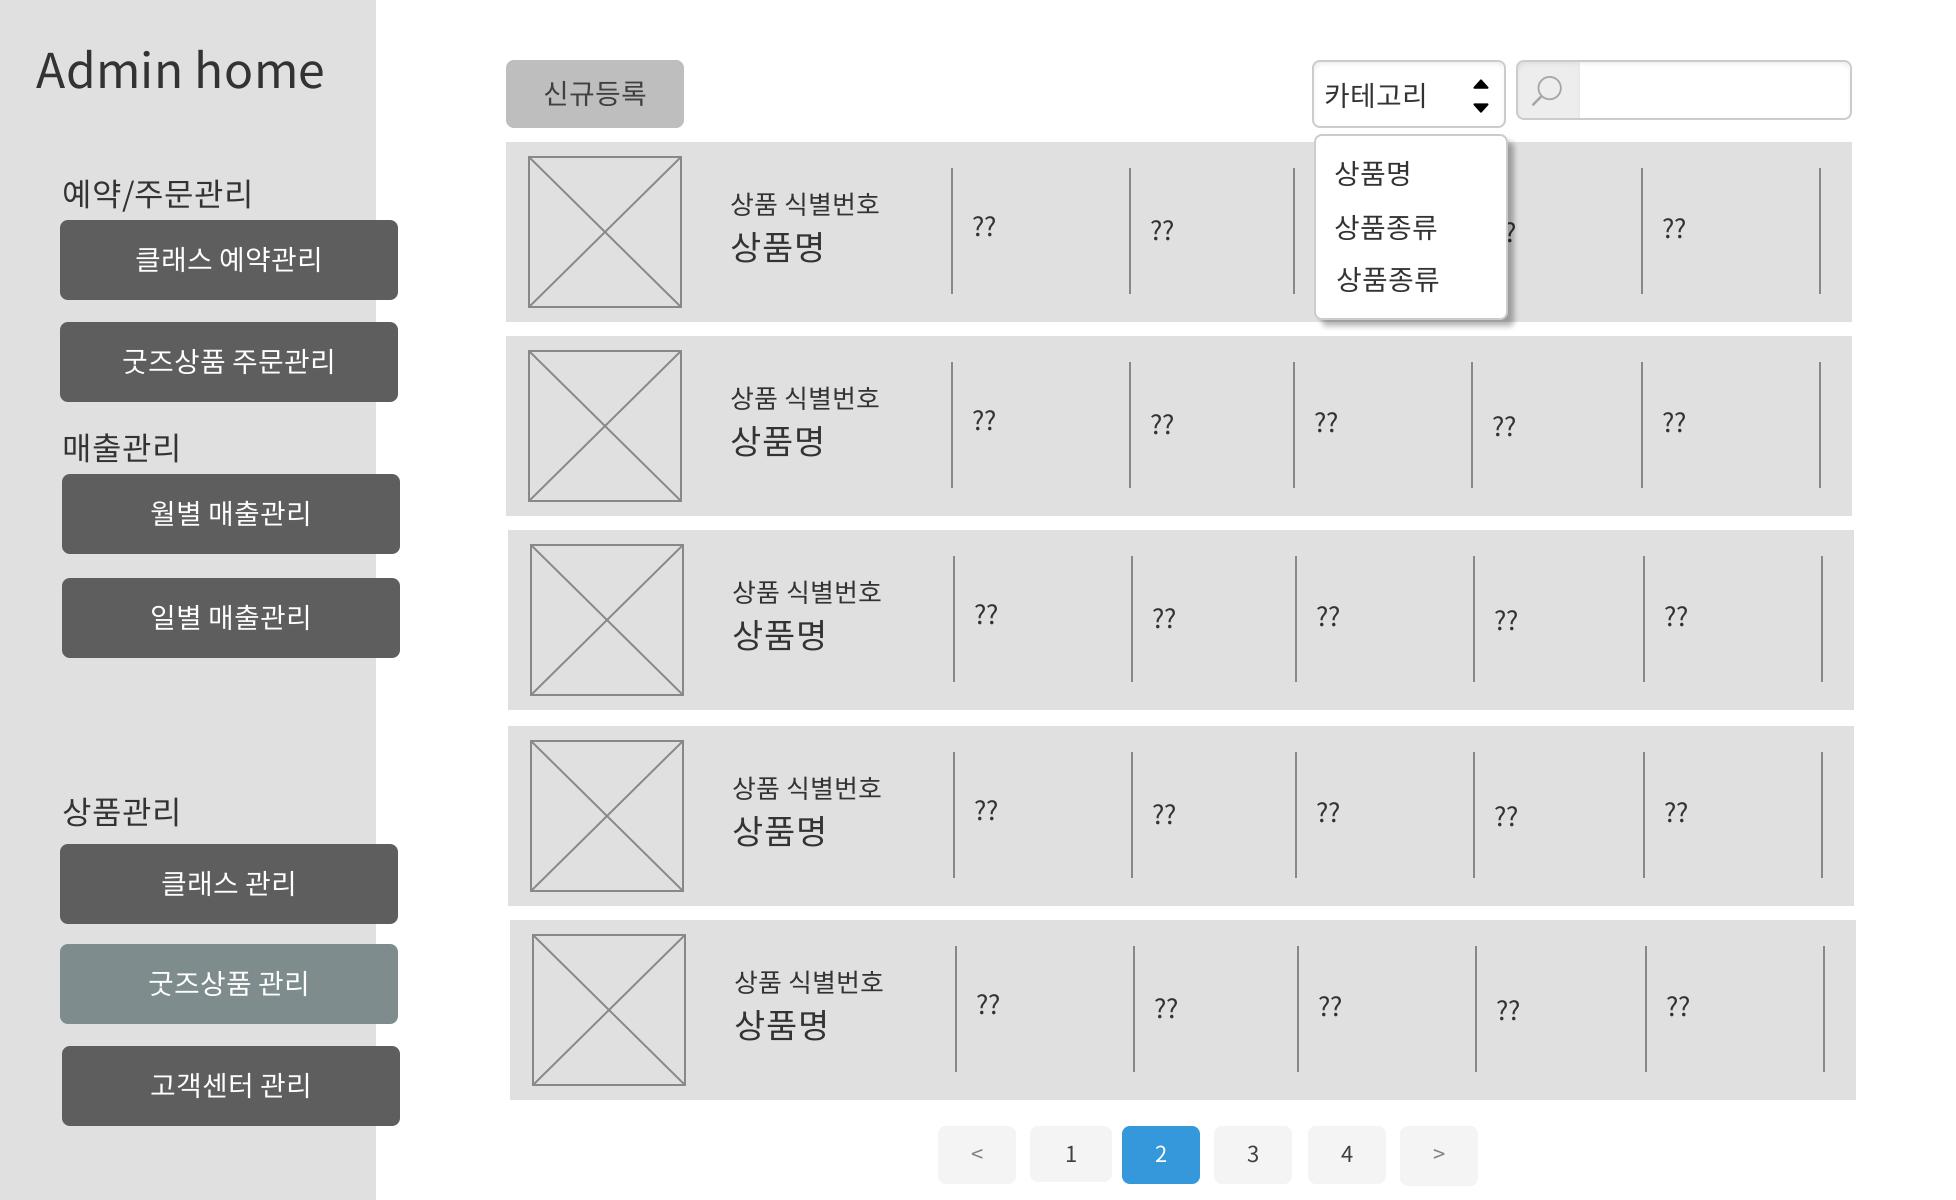 Admin home
예약/주문관리
클래스 예약관리
굿즈상품 주문관리
매출관리
월별 매출관리
일별 매출관리
상품관리
클래스 관리
굿즈상품 관리
고객센터 관리
신규등록
카테고리
상품명
상품종류
상품종류
상품 식별번호
상품명
?? ?? ? ??
상품 식별번호
상품명
?? ?? ?? ?? ??
상품 식별번호
상품명
?? ?? ?? ?? ??
상품 식별번호
상품명
?? ?? ?? ?? ??
상품 식별번호
상품명
?? ?? ?? ?? ??
< 1 2 3 4 >